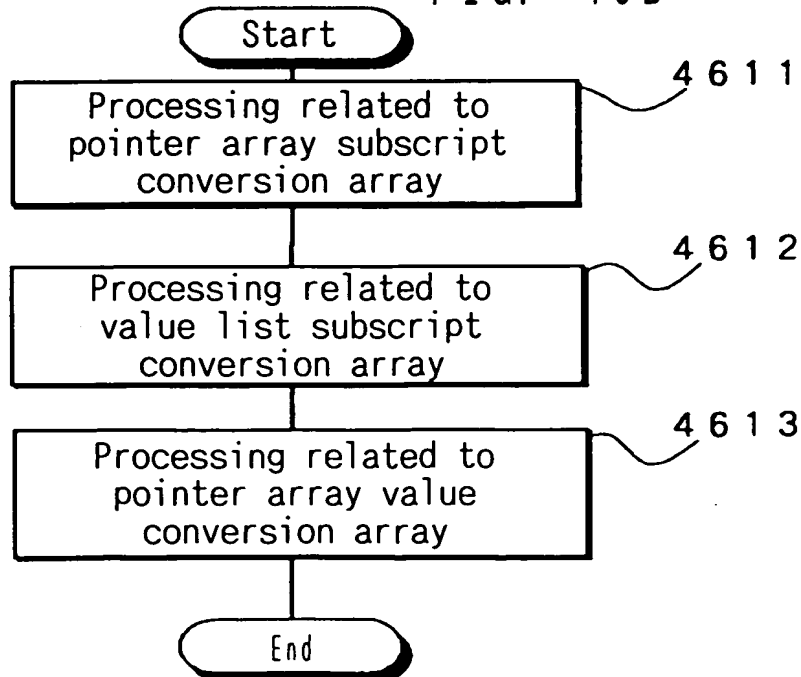 Start
4611
Processing related to
pointer array subscript
conversion array
4612
Processing related to
value list subscript
conversion array
4613
Processing related to
pointer array value
conversion array
End